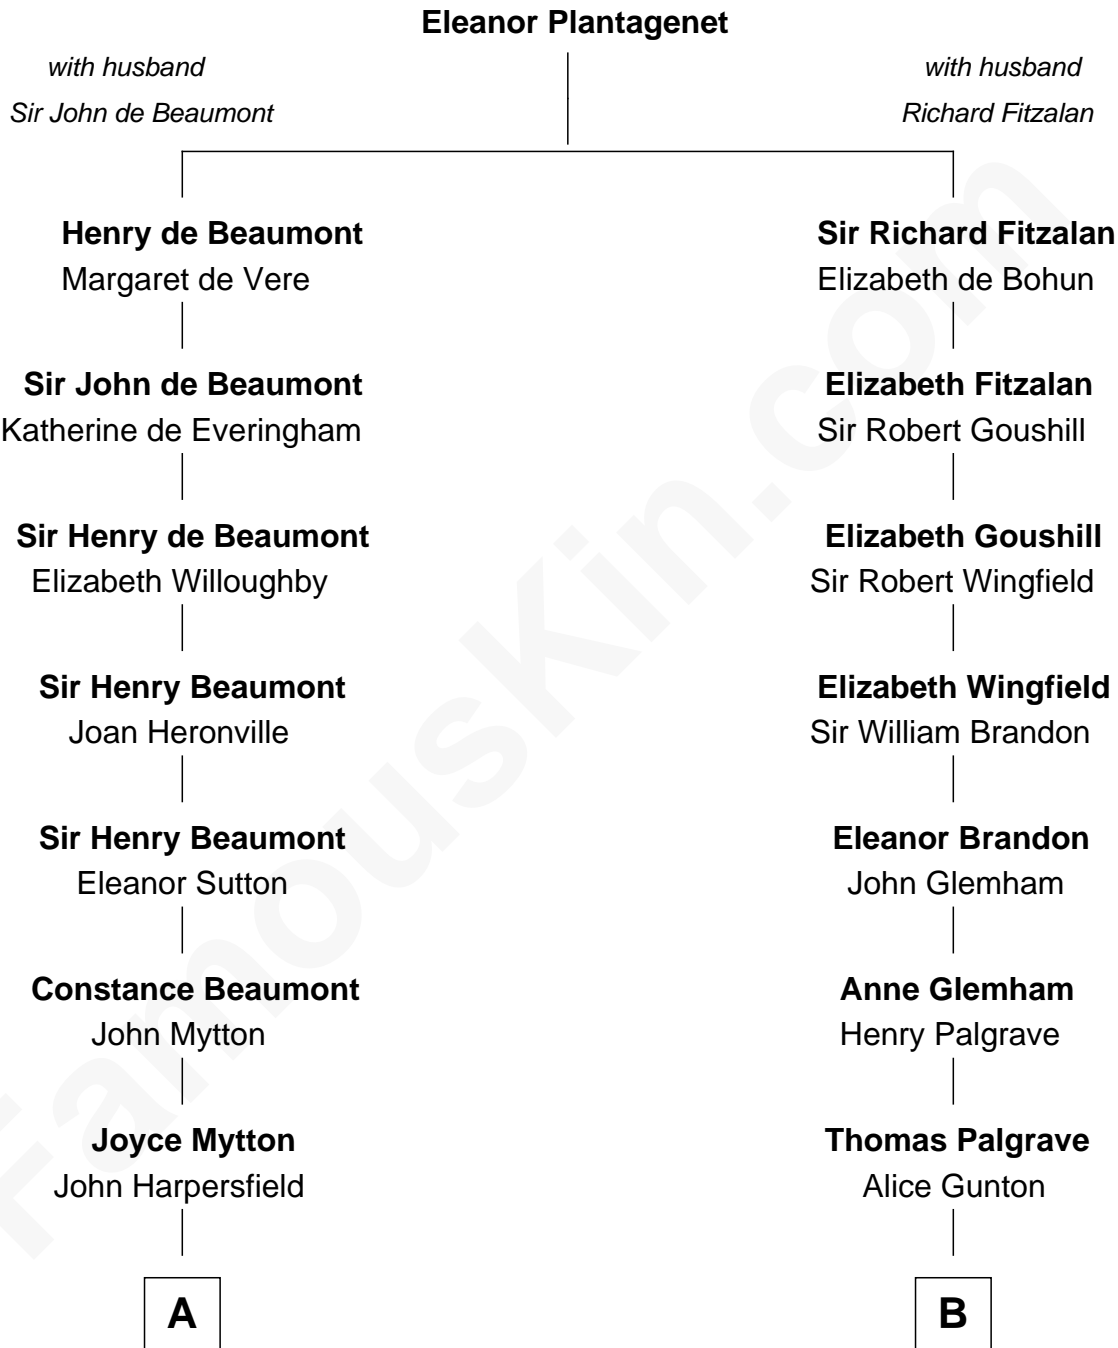 Eleanor Plantagenet
with husband
Sir John de Beaumont
with husband
Richard Fitzalan
Henry de Beaumont
Margaret de Vere
Sir Richard Fitzalan
Elizabeth de Bohun
Sir John de Beaumont
Katherine de Everingham
Elizabeth Fitzalan
Sir Robert Goushill
Sir Henry de Beaumont
Elizabeth Willoughby
Elizabeth Goushill
Sir Robert Wingfield
Sir Henry Beaumont
Joan Heronville
Elizabeth Wingfield
Sir William Brandon
Sir Henry Beaumont
Eleanor Sutton
Eleanor Brandon
John Glemham
Constance Beaumont
John Mytton
Anne Glemham
Henry Palgrave
Joyce Mytton
John Harpersfield
Thomas Palgrave
Alice Gunton
A
B
FamousKin.com